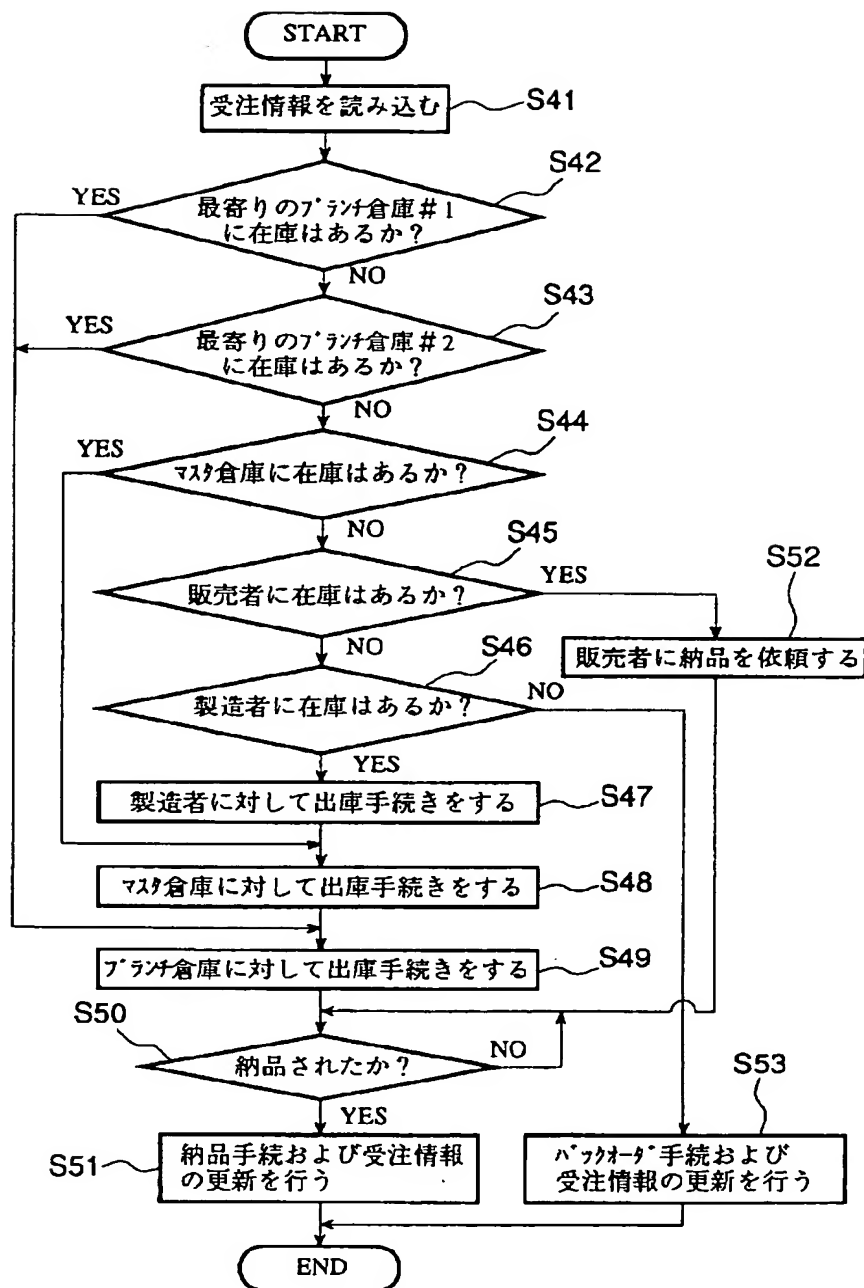 START
受注情報を読み込む
S41
S42
YES
最寄りのﾌﾞﾗﾝﾁ倉庫＃1
に在庫はあるか？
NO
S43
YES
最寄りのﾌﾞﾗﾝﾁ倉庫＃2
に在庫はあるか？
NO
S44
YES
ﾏｽﾀ倉庫に在庫はあるか？
NO
S45
YES
S52
販売者に在庫はあるか？
NO
販売者に納品を依頼する
S46
NO
製造者に在庫はあるか？
YES
製造者に対して出庫手続きをする
S47
ﾏｽﾀ倉庫に対して出庫手続きをする
S48
ﾌﾞﾗﾝﾁ倉庫に対して出庫手続きをする
S49
S50
納品されたか？
NO
YES
S53
S51
納品手続および受注情報
の更新を行う
ﾊﾞｯｸｵｰﾀﾞ手続および
受注情報の更新を行う
END